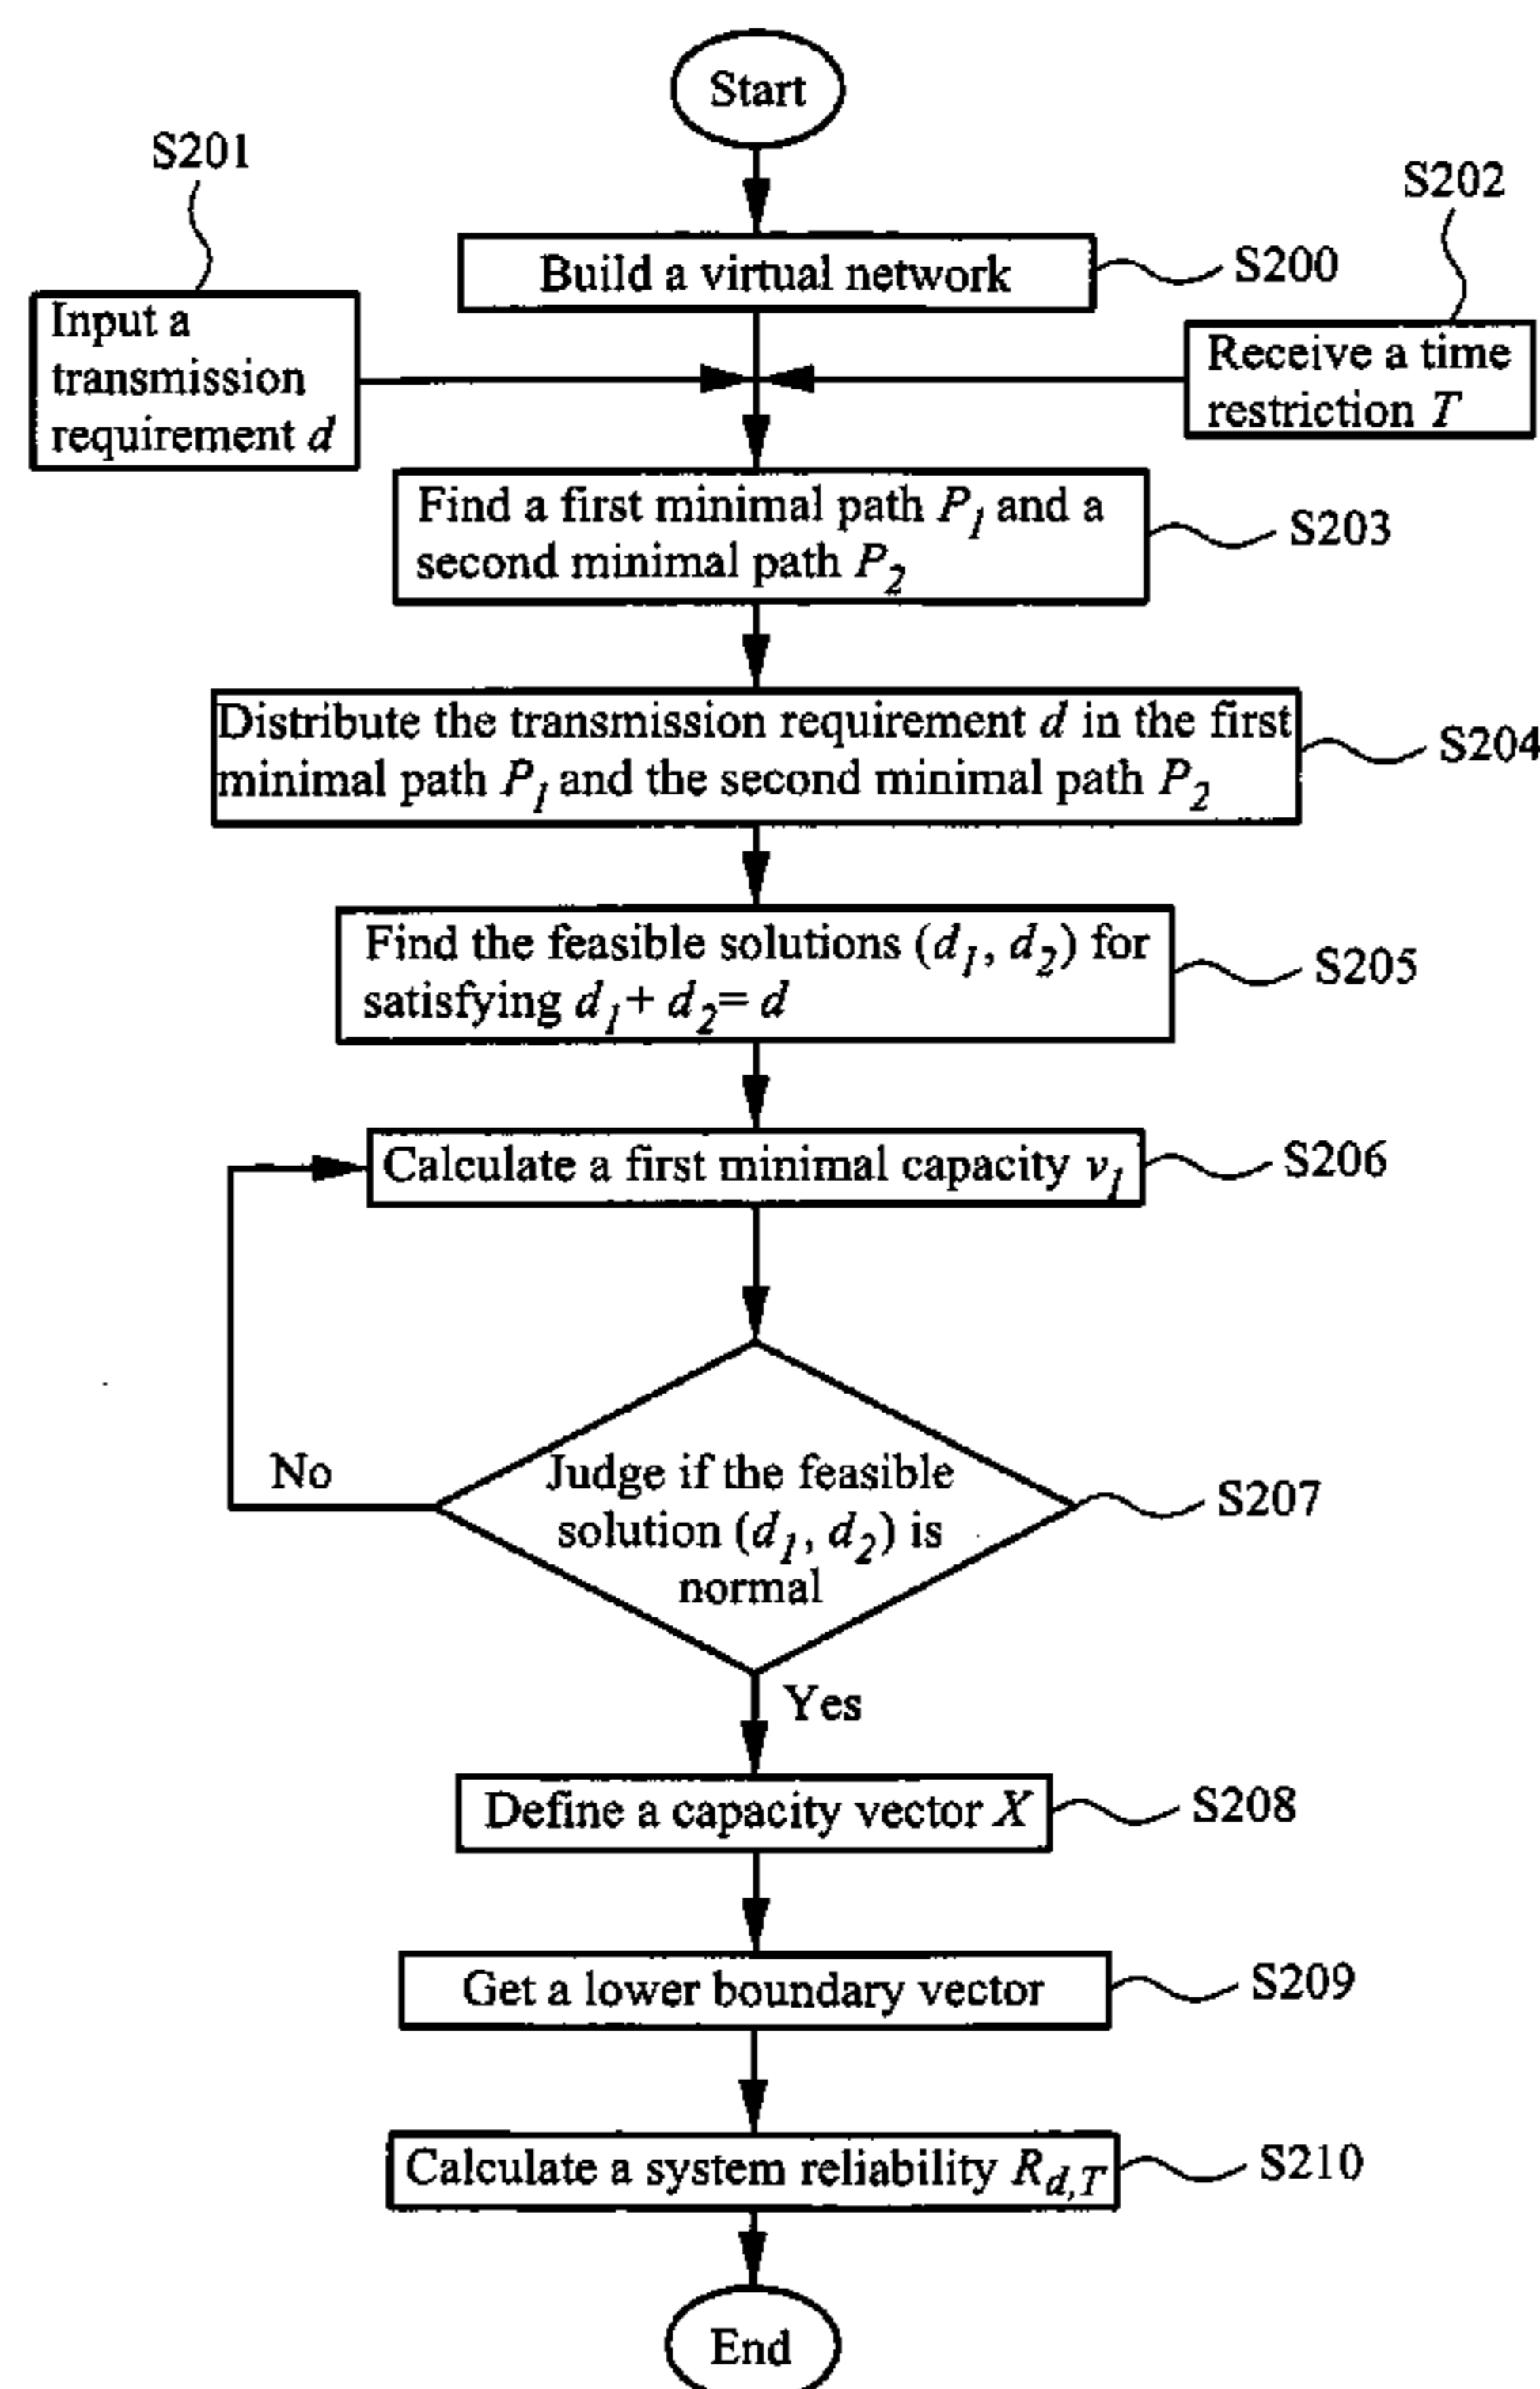 Start
S201
S202
Build a virtual network
S200
Input a
transmission
requirement d
Receive a time
restriction T
Find a first minimal path P1 and a
second minimal path P2
S203
Distribute the transmission requirement d in the first
minimal path P1 and the second minimal path P2
S204
Find the feasible solutions (d1, d2) for
satisfying d1 + d2 = d
S205
Calculate a first minimal capacity v1
S206
No
Judge if the feasible
solution (d1, d2) is
normal
S207
Yes
Define a capacity vector X
S208
Get a lower boundary vector
S209
Calculate a system reliability Rd,T
S210
End